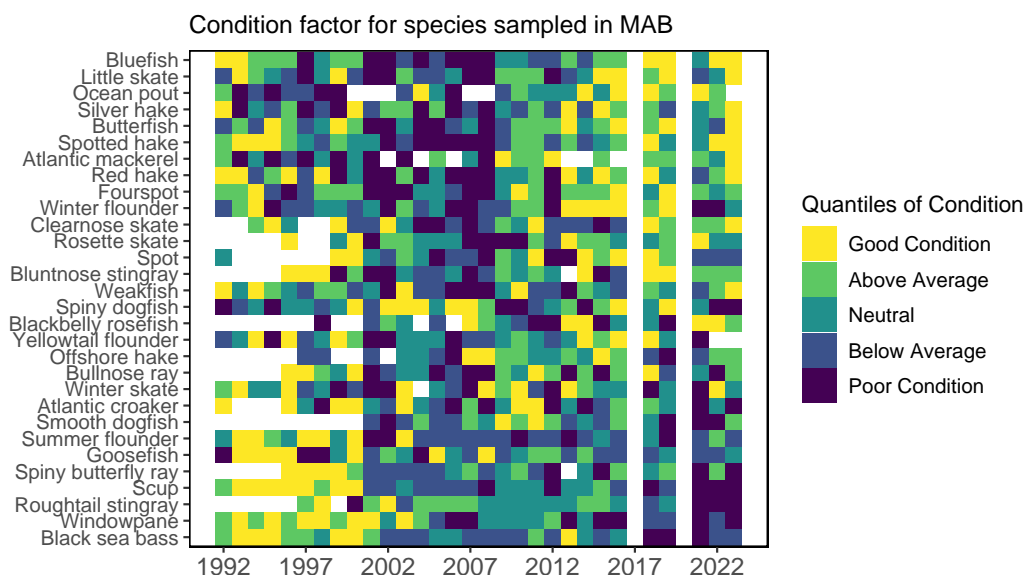 Condition factor for species sampled in MAB
Bluefish
Little skate
Ocean pout
Silver hake
Butterfish
Spotted hake
Atlantic mackerel
Red hake
Fourspot
Winter flounder
Clearnose skate
Rosette skate
Spot
Bluntnose stingray
Weakfish
Spiny dogfish
Blackbelly rosefish
Yellowtail flounder
Offshore hake
Bullnose ray
Winter skate
Atlantic croaker
Smooth dogfish
Summer flounder
Goosefish
Spiny butterfly ray
Scup
Roughtail stingray
Windowpane
Black sea bass
1992 1997 2002 2007 2012 2017 2022
Quantiles of Condition
Good Condition
Above Average
Neutral
Below Average
Poor Condition